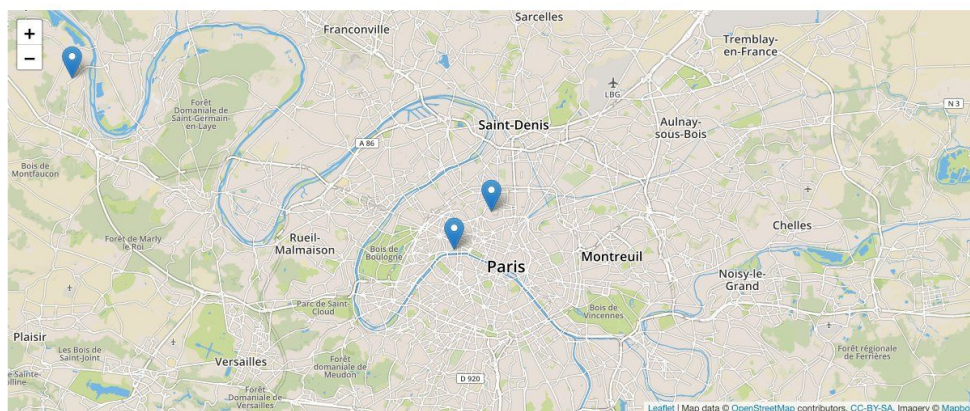 +
−
Franconville
Sarcelles
Tremblay-
en-France
Forêt
Domaniale de
Saint-Germain-
en-Laye
LBG
N 3
Saint-Denis
Aulnay-
sous-Bois
A 86
Bois de
Montfaucon
Forêt de Marly
le Roi
Rueil-
Malmaison
Bois de
Boulogne
Chelles
Paris
Montreuil
Noisy-le-
Grand
Parc de Saint-
Cloud
Bois de
Vincennes
Plaisir
Les Bois de
Saint-Joint
Versailles
Forêt
domaniale de
Meudon
Forêt régionale
de Ferrières
e Sainte-
olline
D 920
Forêt
Domaniale de
Versailles
Leaflet | Map data © OpenStreetMap contributors, CC-BY-SA, Imagery © Mapbo